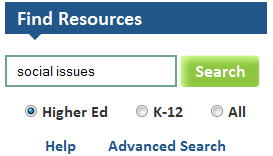 Find Resources
social issues Search
Higher Ed K-12 All
Help Advanced Search